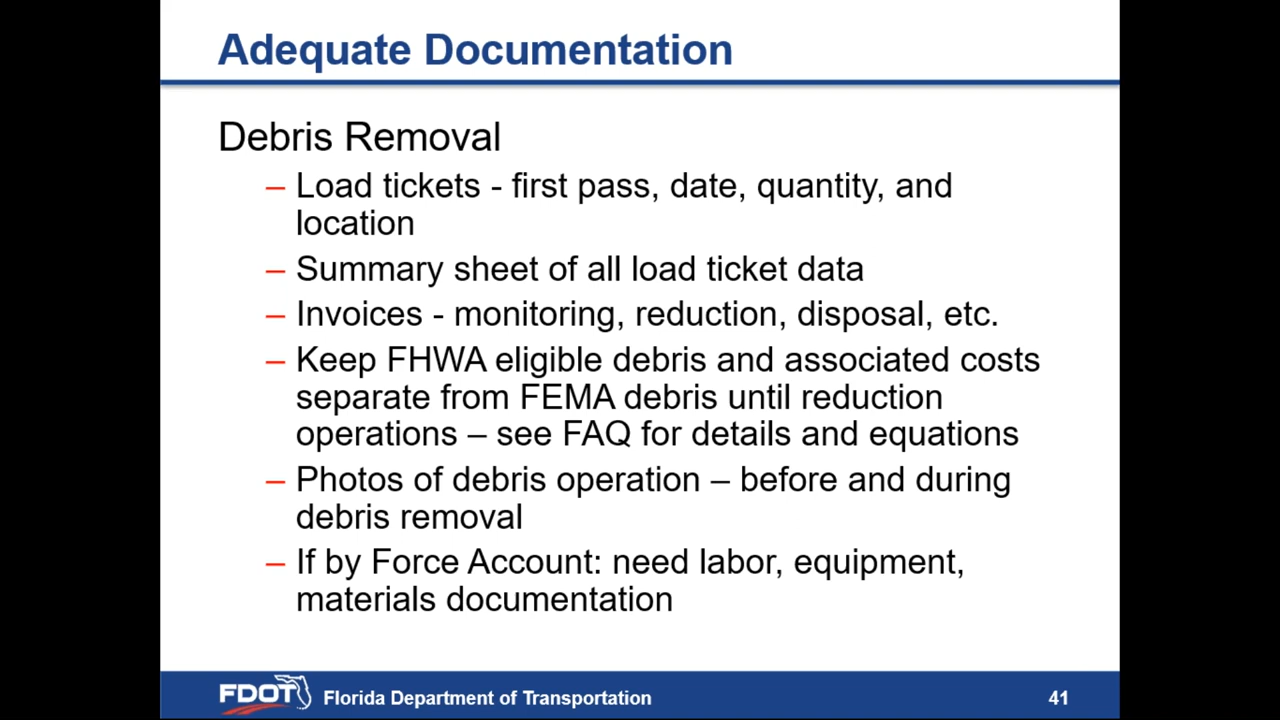 Adequate Documentation
Debris Removal
– Load tickets - first pass, date, quantity, and
location
– Summary sheet of all load ticket data
– Invoices - monitoring, reduction, disposal, etc.
– Keep FHWA eligible debris and associated costs
separate from FEMA debris until reduction
operations – see FAQ for details and equations
– Photos of debris operation – before and during
debris removal
– If by Force Account: need labor, equipment,
materials documentation
FDOT Florida Department of Transportation 41